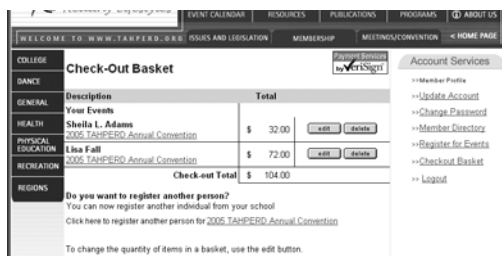 EVENT CALENDAR RESOURCES PUBLICATIONS PROGRAMS ABOUT US
WELCOME TO WWW.TAHPERD.ORG ISSUES AND LEGISLATION MEMBERSHIP MEETINGS/CONVENTION < HOME PAGE
COLLEGE
DANCE
GENERAL
HEALTH
PHYSICAL
EDUCATION
RECREATION
REGIONS
Check-Out Basket
Payment Services
by VeriSign
Description Total
Your Events
Sheila L. Adams
2005 TAHPERD Annual Convention $ 32.00 edit delete
Lisa Fall
2005 TAHPERD Annual Convention $ 72.00 edit delete
Check-out Total $ 104.00
Do you want to register another person?
You can now register another individual from your school
Click here to register another person for 2005 TAHPERD Annual Convention
To change the quantity of items in a basket, use the edit button.
Account Services
>>Member Profile
>>Update Account
>>Change Password
>>Member Directory
>>Register for Events
>>Checkout Basket
>> Logout